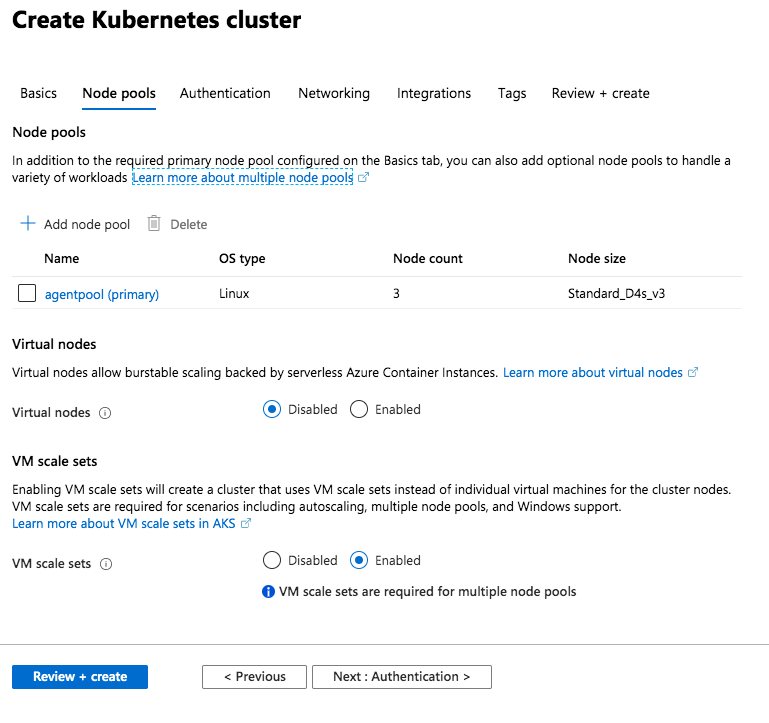 Create Kubernetes cluster
Basics Node pools Authentication Networking Integrations Tags Review + create
Node pools
In addition to the required primary node pool configured on the Basics tab, you can also add optional node pools to handle a
variety of workloads Learn more about multiple node pools
Add node pool Delete
Name OS type Node count Node size
agentpool (primary) Linux 3 Standard_D4s_v3
Virtual nodes
Virtual nodes allow burstable scaling backed by serverless Azure Container Instances. Learn more about virtual nodes
Virtual nodes Disabled Enabled
VM scale sets
Enabling VM scale sets will create a cluster that uses VM scale sets instead of individual virtual machines for the cluster nodes.
VM scale sets are required for scenarios including autoscaling, multiple node pools, and Windows support.
Learn more about VM scale sets in AKS
VM scale sets Disabled Enabled
VM scale sets are required for multiple node pools
Review + create < Previous Next : Authentication >